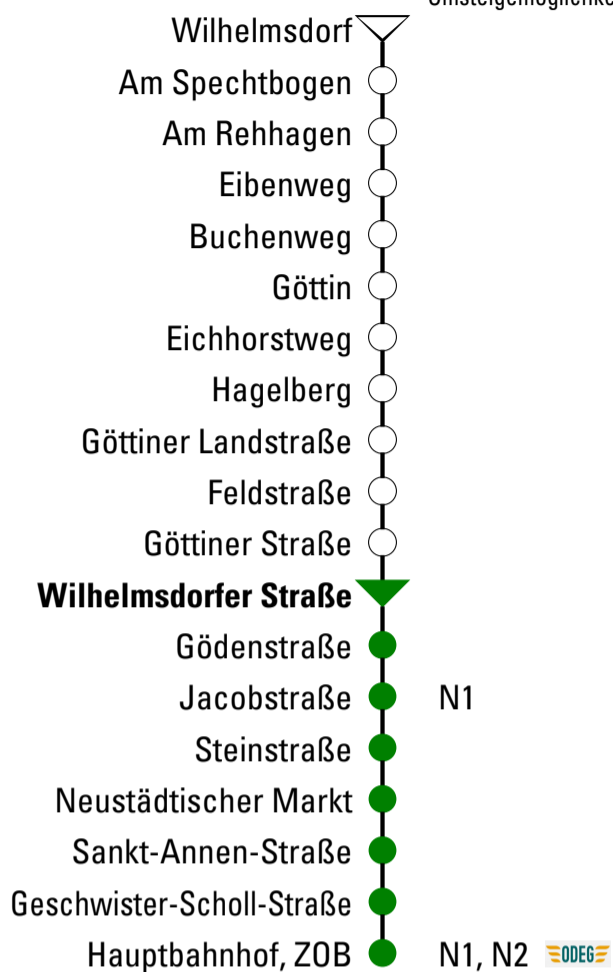 Wilhelmsdorf
Am Spechtbogen
Am Rehhagen
Eibenweg
Buchenweg
Göttin
Eichhorstweg
Hagelberg
Göttiner Landstraße
Feldstraße
Göttiner Straße
Wilhelmsdorfer Straße
Gödenstraße
Jacobstraße N1
Steinstraße
Neustädtischer Markt
Sankt-Annen-Straße
Geschwister-Scholl-Straße
Hauptbahnhof, ZOB N1, N2 ODEG